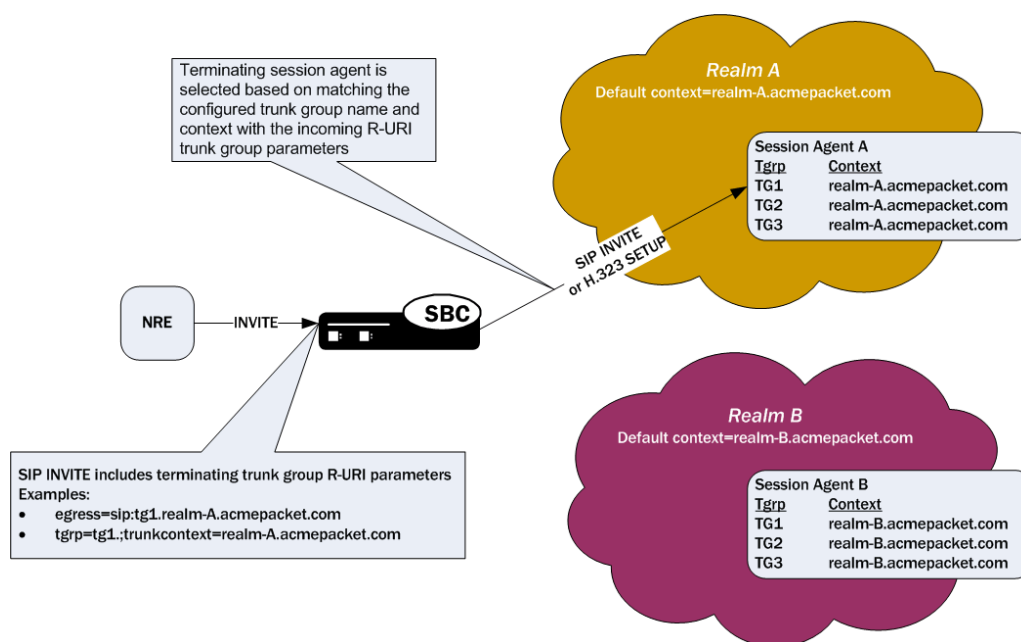 Terminating session agent is
selected based on matching the
configured trunk group name and
context with the incoming R-URI
trunk group parameters
Realm A
Default context=realm-A.acmepacket.com
Session Agent A
Tgrp Context
TG1 realm-A.acmepacket.com
TG2 realm-A.acmepacket.com
TG3 realm-A.acmepacket.com
SIP INVITE
or H.323 SETUP
NRE
INVITE
SBC
Realm B
Default context=realm-B.acmepacket.com
Session Agent B
Tgrp Context
TG1 realm-B.acmepacket.com
TG2 realm-B.acmepacket.com
TG3 realm-B.acmepacket.com
SIP INVITE includes terminating trunk group R-URI parameters
Examples:
• egress=sip:tg1.realm-A.acmepacket.com
• tgrp=tg1.;trunkcontext=realm-A.acmepacket.com